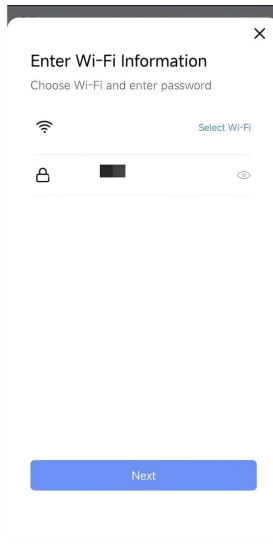 Enter Wi-Fi Information
Choose Wi-Fi and enter password
Select Wi-Fi
Next